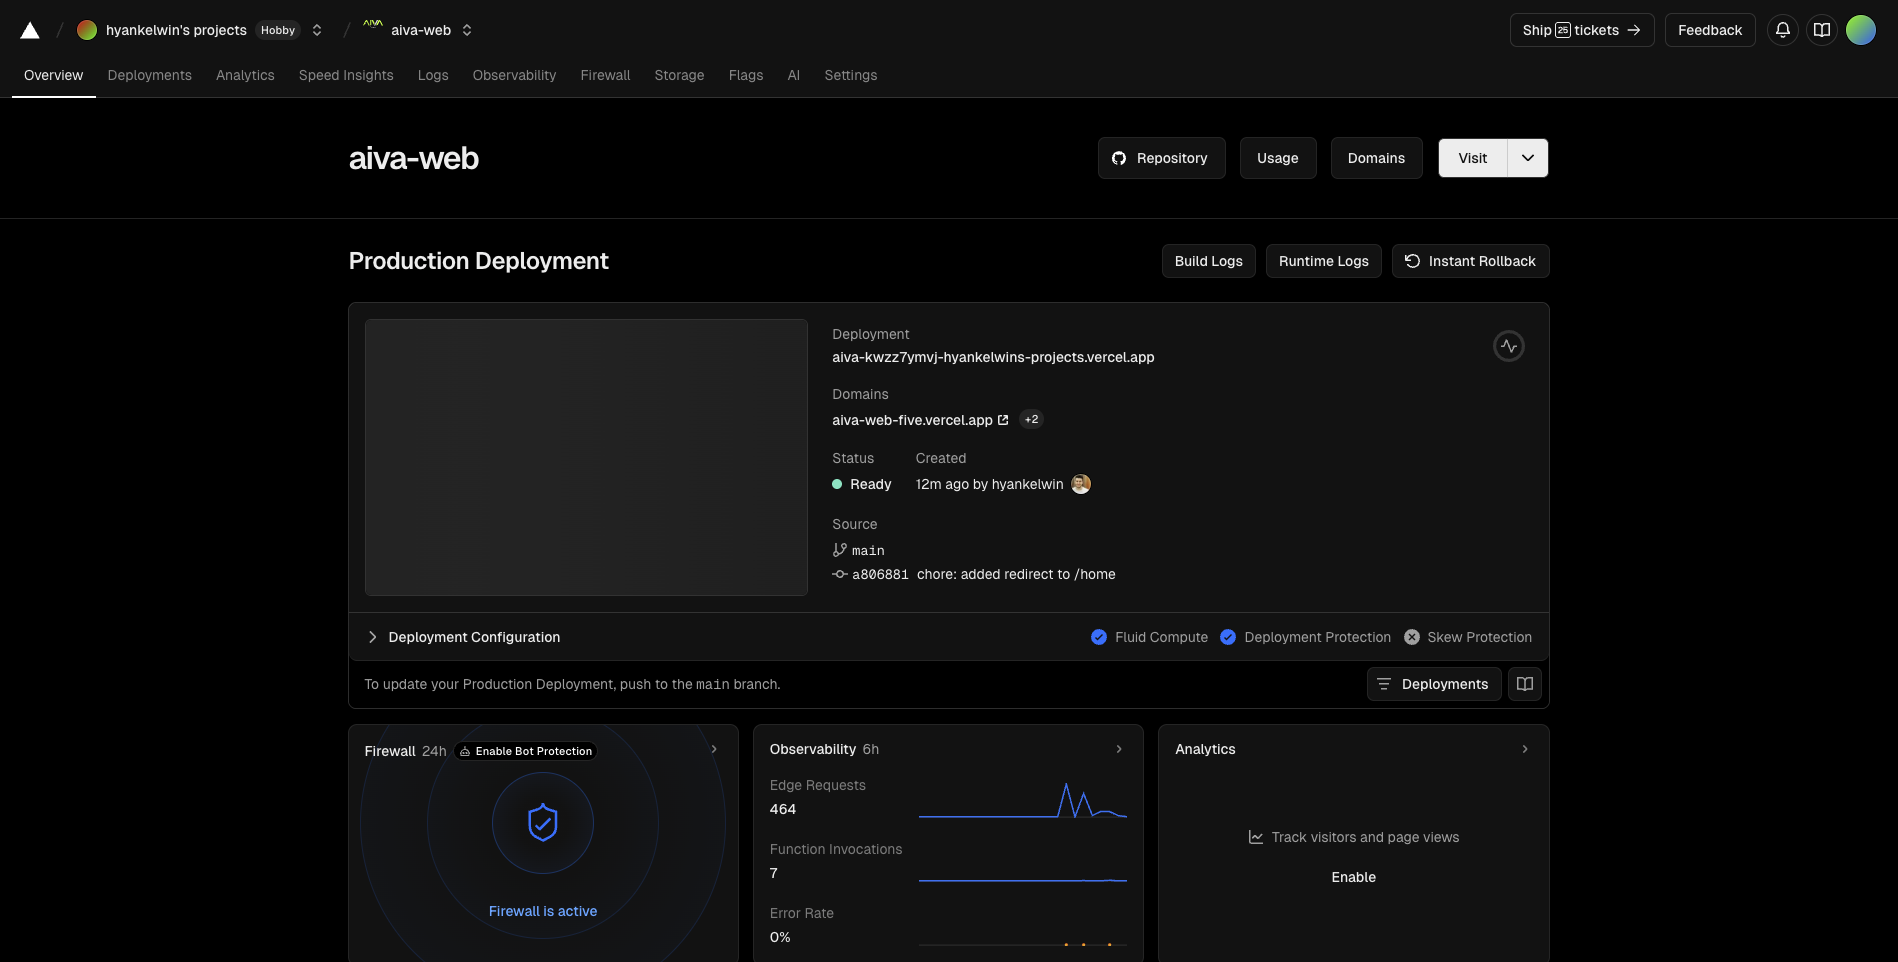 hyankelwin's projects Hobby
AIVA aiva-web
Ship 25 tickets
Feedback
Overview Deployments Analytics Speed Insights Logs Observability Firewall Storage Flags AI Settings
aiva-web
Repository Usage Domains Visit
Production Deployment
Build Logs Runtime Logs Instant Rollback
Deployment
aiva-kwzz7ymvj-hyankelwins-projects.vercel.app
Domains
aiva-web-five.vercel.app +2
Status Created
Ready 12m ago by hyankelwin
Source
main
a806881 chore: added redirect to /home
Deployment Configuration
Fluid Compute Deployment Protection Skew Protection
To update your Production Deployment, push to the main branch.
Deployments
Firewall 24h Enable Bot Protection
Firewall is active
Observability 6h
Edge Requests
464
Function Invocations
7
Error Rate
0%
Analytics
Track visitors and page views
Enable